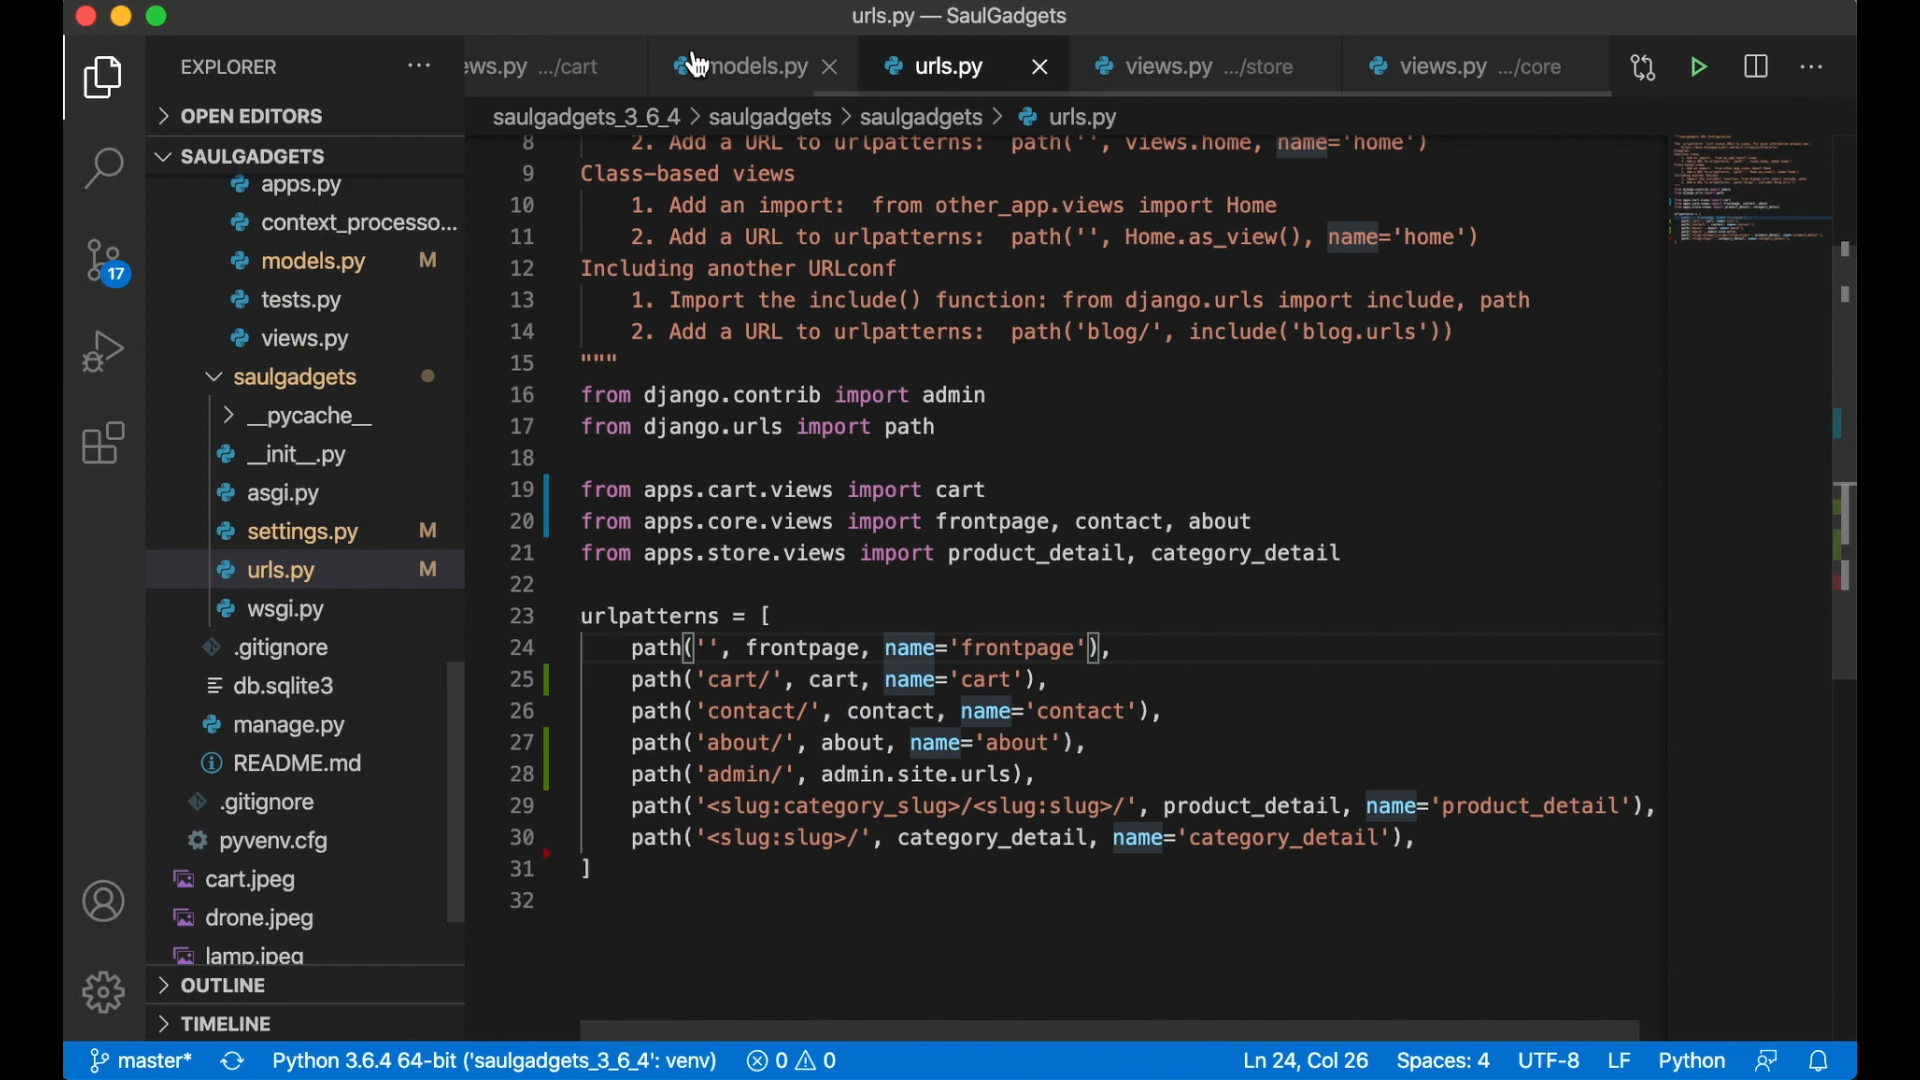 urls.py — SaulGadgets
EXPLORER
ews.py .../cart
models.py
urls.py
views.py .../store
views.py .../core
OPEN EDITORS
saulgadgets_3_6_4 > saulgadgets > saulgadgets > urls.py
SAULGADGETS
apps.py
context_processo...
models.py M
tests.py
views.py
saulgadgets
__pycache__
__init__.py
asgi.py
settings.py M
urls.py M
wsgi.py
.gitignore
db.sqlite3
manage.py
README.md
.gitignore
pyvenv.cfg
cart.jpeg
drone.jpeg
lamp.jpeg
OUTLINE
TIMELINE
17
8 2. Add a URL to urlpatterns: path('', views.home, name='home')
9 Class-based views
10 1. Add an import: from other_app.views import Home
11 2. Add a URL to urlpatterns: path('', Home.as_view(), name='home')
12 Including another URLconf
13 1. Import the include() function: from django.urls import include, path
14 2. Add a URL to urlpatterns: path('blog/', include('blog.urls'))
15 """
16 from django.contrib import admin
17 from django.urls import path
18
19 from apps.cart.views import cart
20 from apps.core.views import frontpage, contact, about
21 from apps.store.views import product_detail, category_detail
22
23 urlpatterns = [
24 path('', frontpage, name='frontpage'),
25 path('cart/', cart, name='cart'),
26 path('contact/', contact, name='contact'),
27 path('about/', about, name='about'),
28 path('admin/', admin.site.urls),
29 path('<slug:category_slug>/<slug:slug>/', product_detail, name='product_detail'),
30 path('<slug:slug>/', category_detail, name='category_detail'),
31 ]
32
master* Python 3.6.4 64-bit ('saulgadgets_3_6_4': venv) 0 0 Ln 24, Col 26 Spaces: 4 UTF-8 LF Python